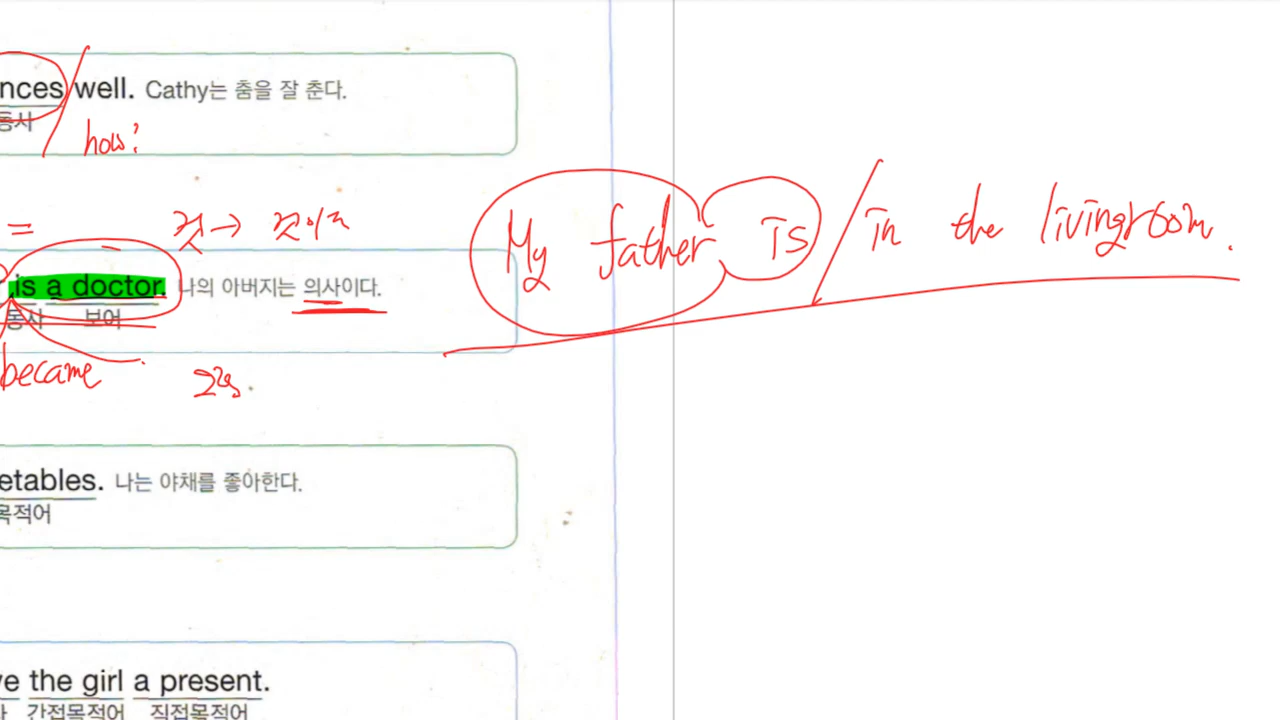 nces well. Cathy는 춤을 잘 춘다.
동사
how?
=
것→ 것이다
My father is / in the livingroom.
is a doctor. 나의 아버지는 의사이다.
동사 보어
became
etables. 나는 야채를 좋아한다.
목적어
ve the girl a present.
간접목적어 직접목적어